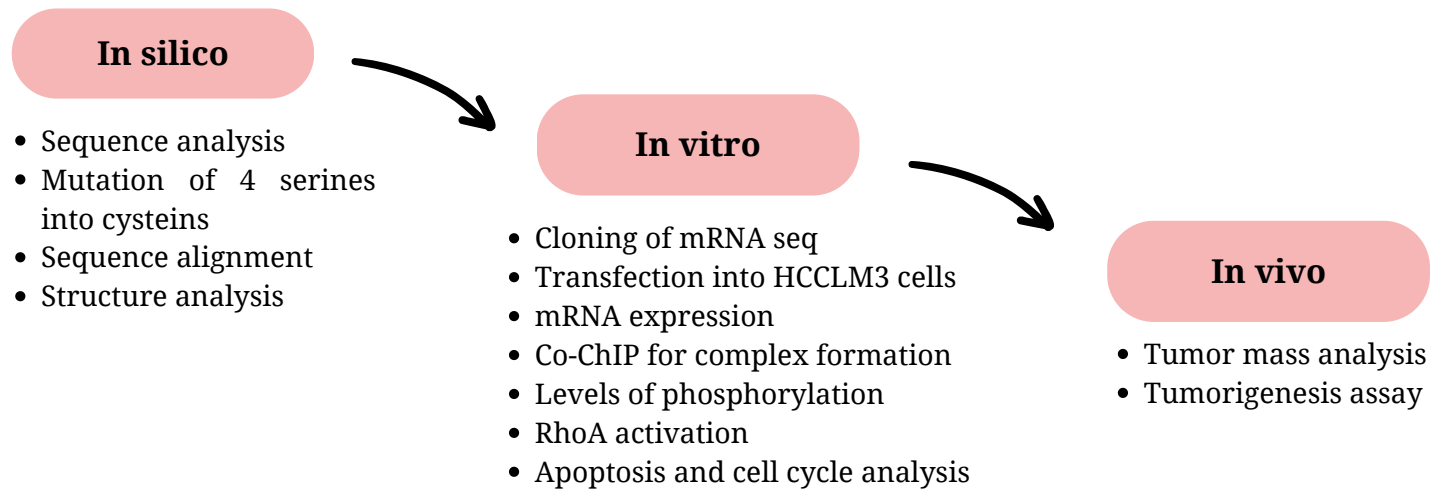 In silico
Sequence analysis
Mutation of 4 serines
into cysteins
Sequence alignment
Structure analysis
In vitro
Cloning of mRNA seq
Transfection into HCCLM3 cells
mRNA expression
Co-ChIP for complex formation
Levels of phosphorylation
RhoA activation
Apoptosis and cell cycle analysis
In vivo
Tumor mass analysis
Tumorigenesis assay